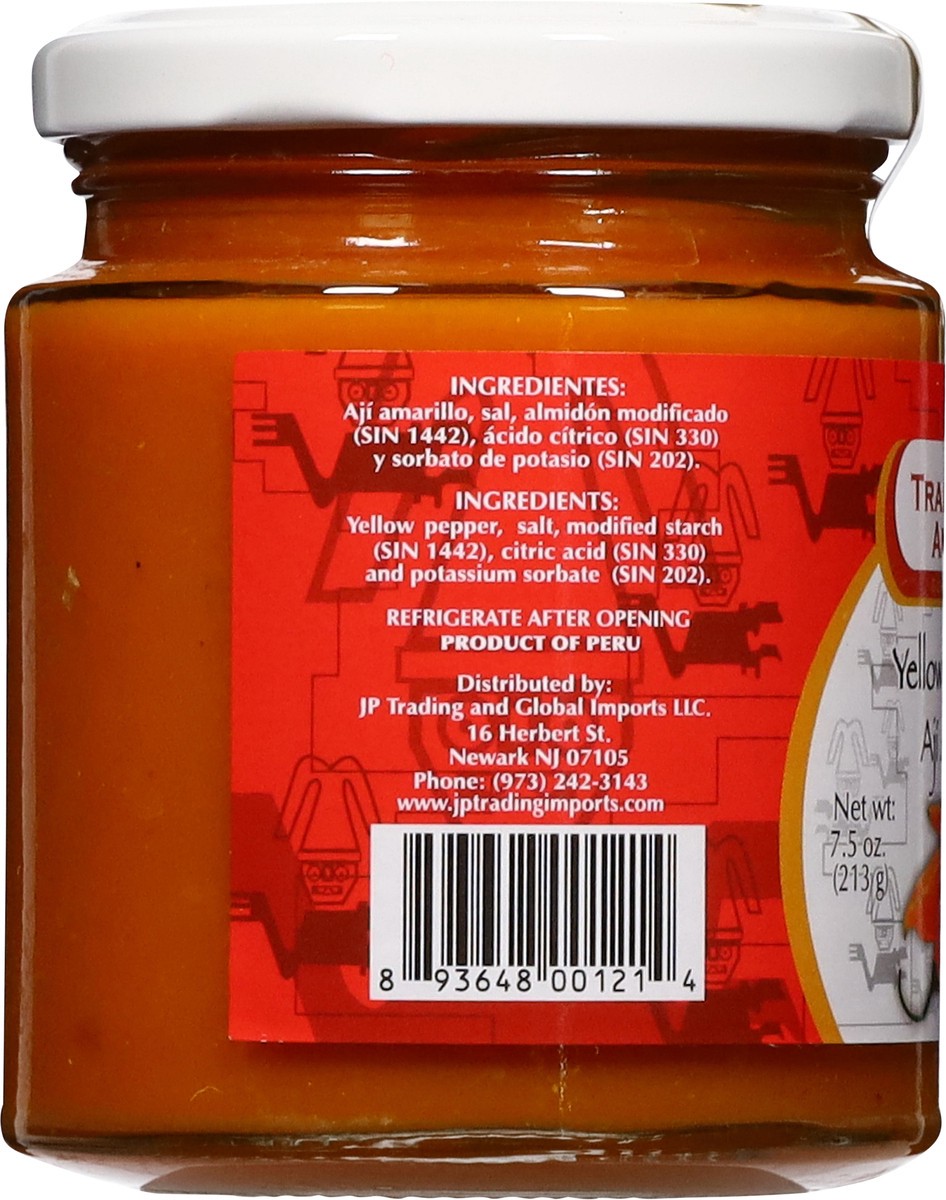 INGREDIENTES:
Ají amarillo, sal, almidón modificado
(SIN 1442), ácido cítrico (SIN 330)
y sorbato de potasio (SIN 202).
INGREDIENTS:
Yellow pepper, salt, modified starch
(SIN 1442), citric acid (SIN 330)
and potassium sorbate (SIN 202).
REFRIGERATE AFTER OPENING
PRODUCT OF PERU
Distributed by:
JP Trading and Global Imports LLC.
16 Herbert St.
Newark NJ 07105
Phone: (973) 242-3143
www.jptradingimports.com
8 93648 00121 4
Yellow
Net wt:
7.5 oz.
(213 g)